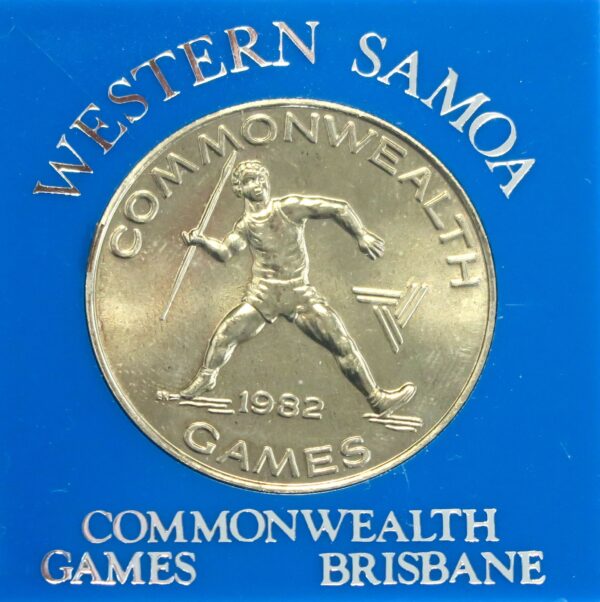 WESTERN SAMOA
COMMONWEALTH
1982
GAMES
COMMONWEALTH
GAMES BRISBANE